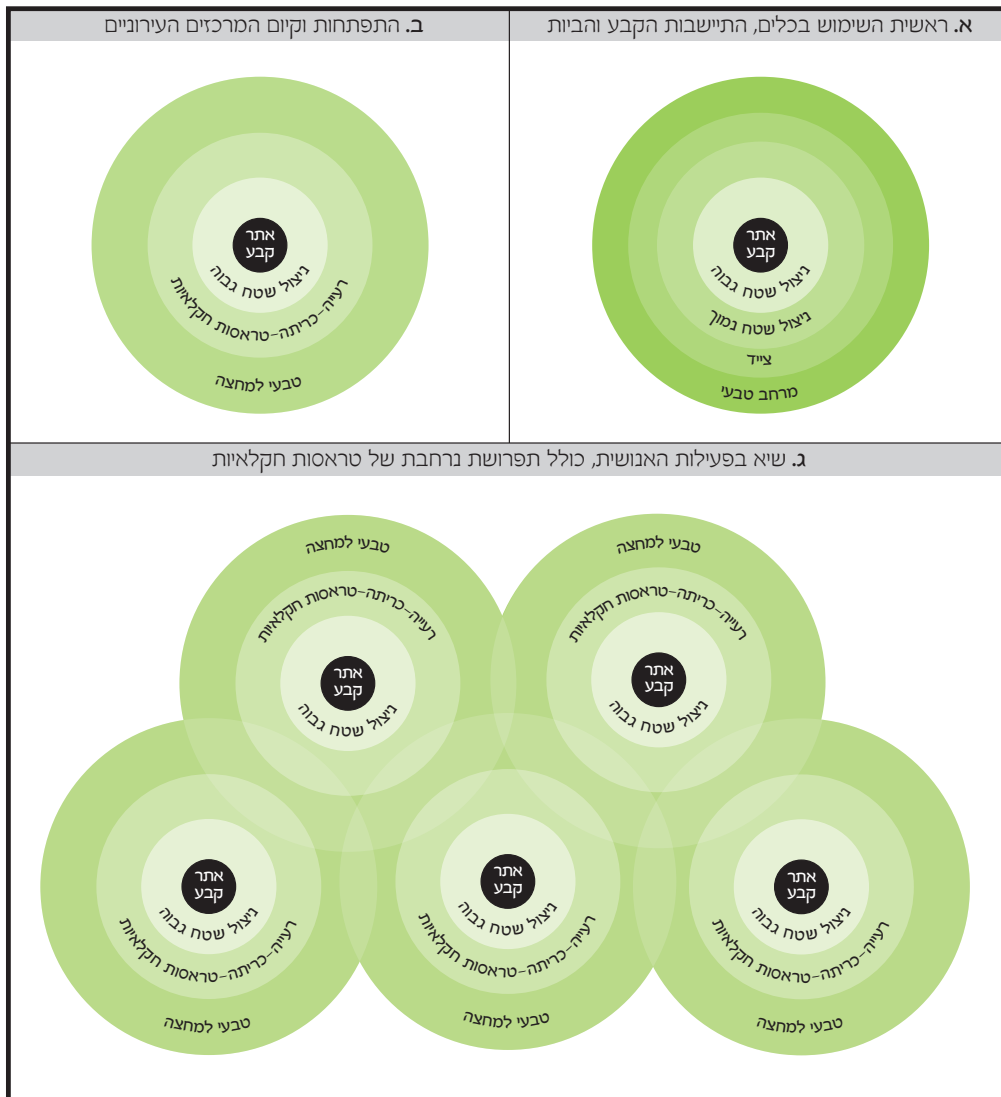 א. ראשית השימוש בכלים, התיישבות הקבע והביות
אתר
קבע
ניצול שטח גבוה
ניצול שטח נמוך
צייד
מרחב טבעי
ב. התפתחות וקיום המרכזים העירוניים
אתר
קבע
ניצול שטח גבוה
רעייה-כריתה-טראסות חקלאיות
טבעי למחצה
ג. שיא בפעילות האנושית, כולל תפרושת נרחבת של טראסות חקלאיות
טבעי למחצה
רעייה-כריתה-טראסות חקלאיות
אתר
קבע
ניצול שטח גבוה
טבעי למחצה
רעייה-כריתה-טראסות חקלאיות
אתר
קבע
ניצול שטח גבוה
אתר
קבע
ניצול שטח גבוה
רעייה-כריתה-טראסות חקלאיות
טבעי למחצה
אתר
קבע
ניצול שטח גבוה
רעייה-כריתה-טראסות חקלאיות
טבעי למחצה
אתר
קבע
ניצול שטח גבוה
רעייה-כריתה-טראסות חקלאיות
טבעי למחצה